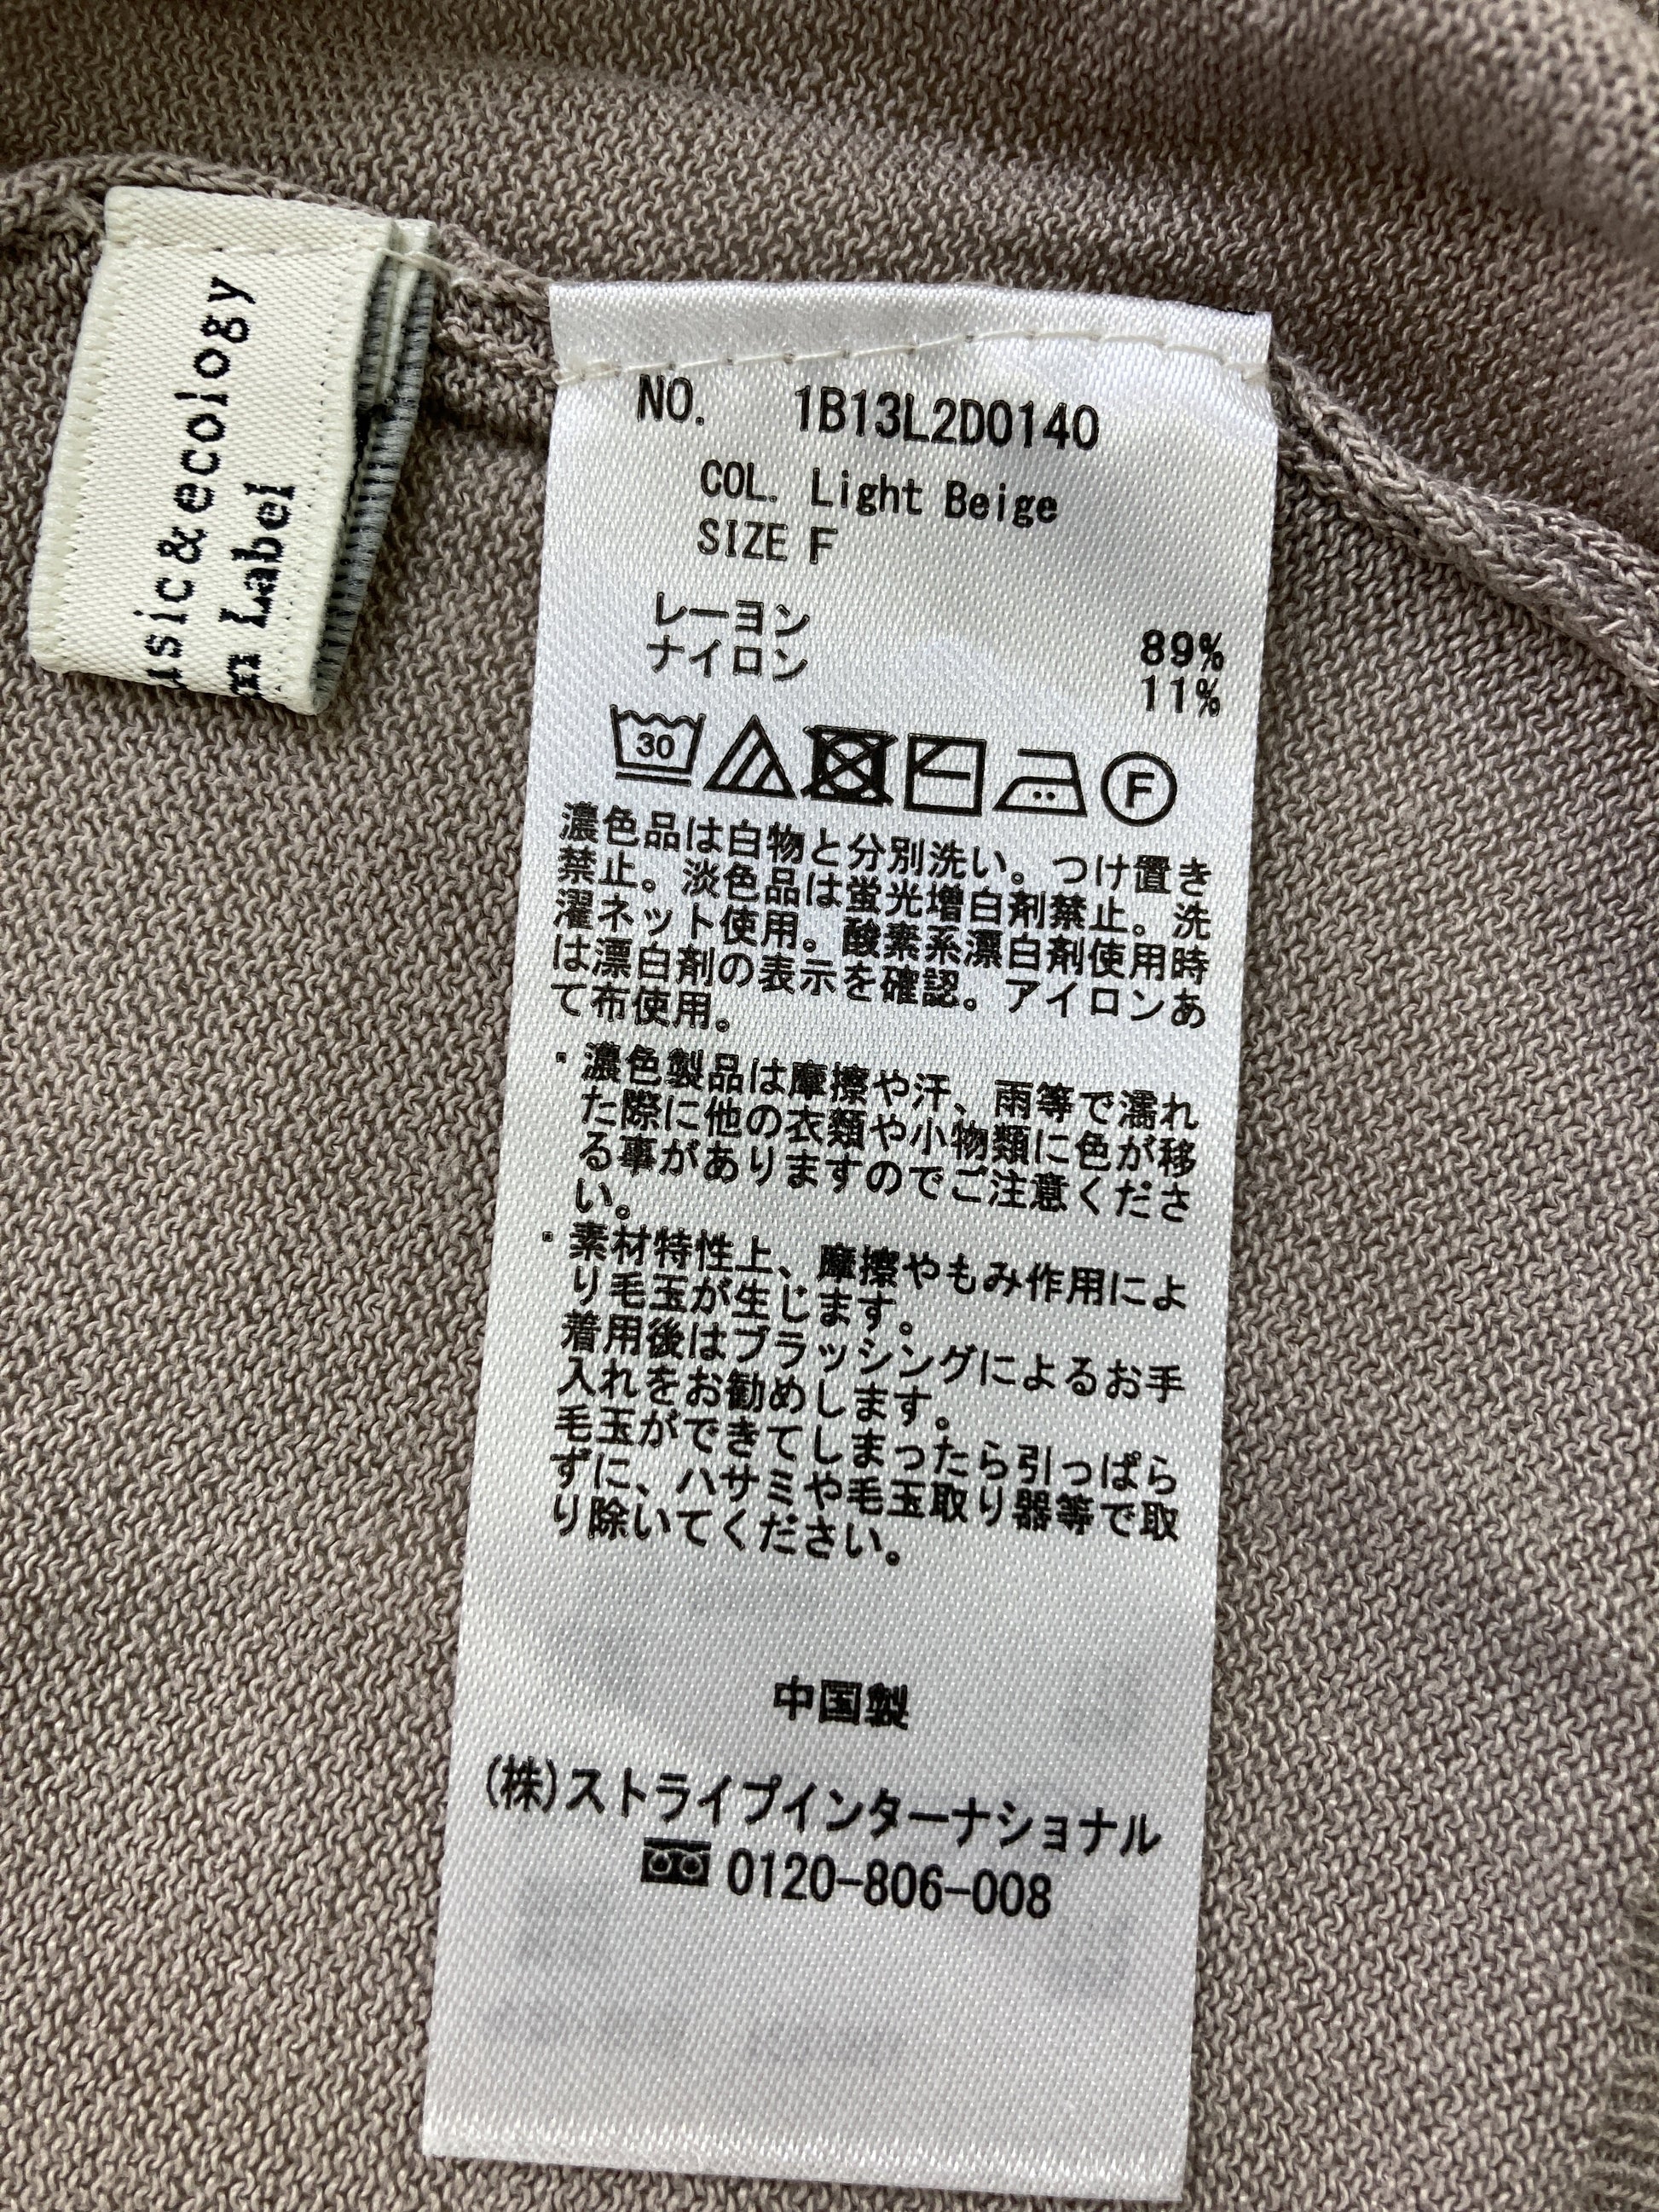 &ecology
Label
NO. 1B13L2D0140
COL. Light Beige
SIZE F
レーヨン 89%
ナイロン 11%
30
F
濃色品は白物と分別洗い。つけ置き
禁止。淡色品は蛍光増白剤禁止。洗
濯ネット使用。酸素系漂白剤使用時
は漂白剤の表示を確認。アイロンあ
て布使用。
・濃色製品は摩擦や汗、雨等で濡れ
た際に他の衣類や小物類に色が移
る事がありますのでご注意くださ
い。
・素材特性上、摩擦やもみ作用によ
り毛玉が生じます。
着用後はブラッシングによるお手
入れをお勧めします。
毛玉ができてしまったら引っぱら
ずに、ハサミや毛玉取り器等で取
り除いてください。
中国製
(株)ストライプインターナショナル
0120-806-008